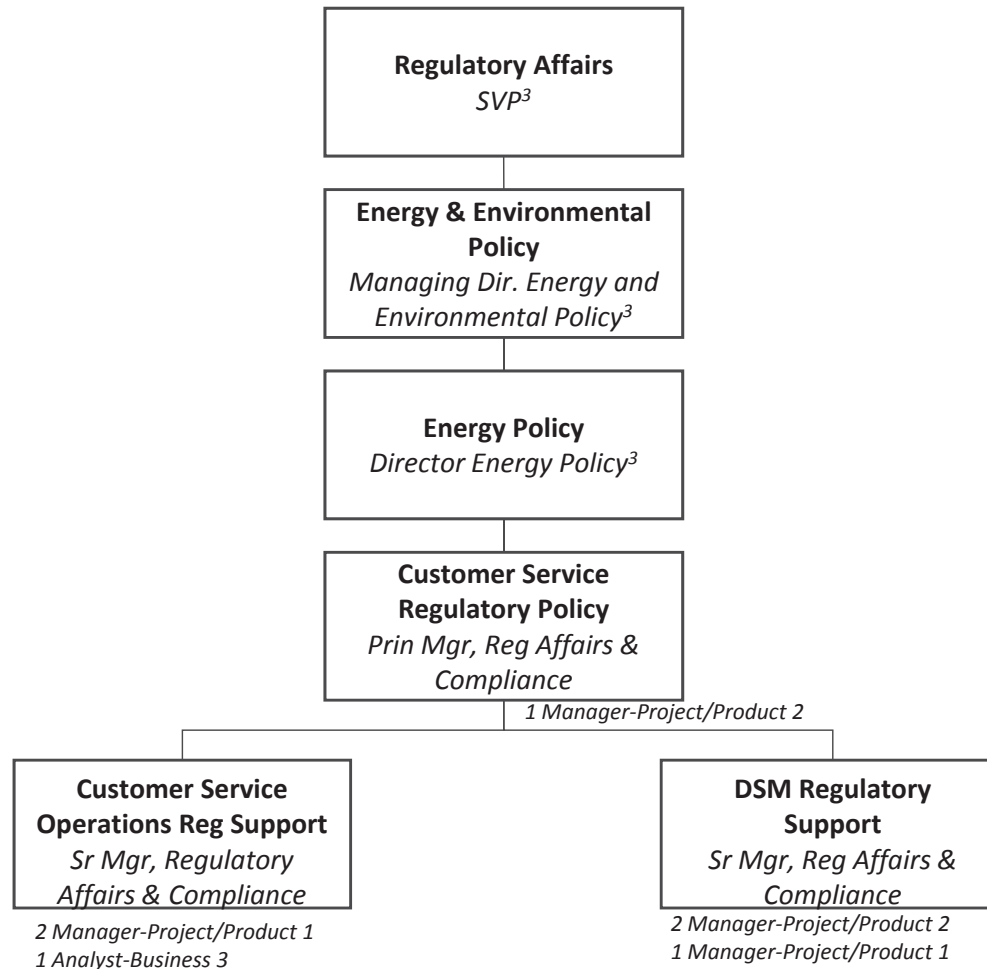 Regulatory Affairs
SVP³
Energy & Environmental
Policy
Managing Dir. Energy and
Environmental Policy³
Energy Policy
Director Energy Policy³
Customer Service
Regulatory Policy
Prin Mgr, Reg Affairs &
Compliance
1 Manager-Project/Product 2
Customer Service
Operations Reg Support
Sr Mgr, Regulatory
Affairs & Compliance
2 Manager-Project/Product 1
1 Analyst-Business 3
DSM Regulatory
Support
Sr Mgr, Reg Affairs &
Compliance
2 Manager-Project/Product 2
1 Manager-Project/Product 1